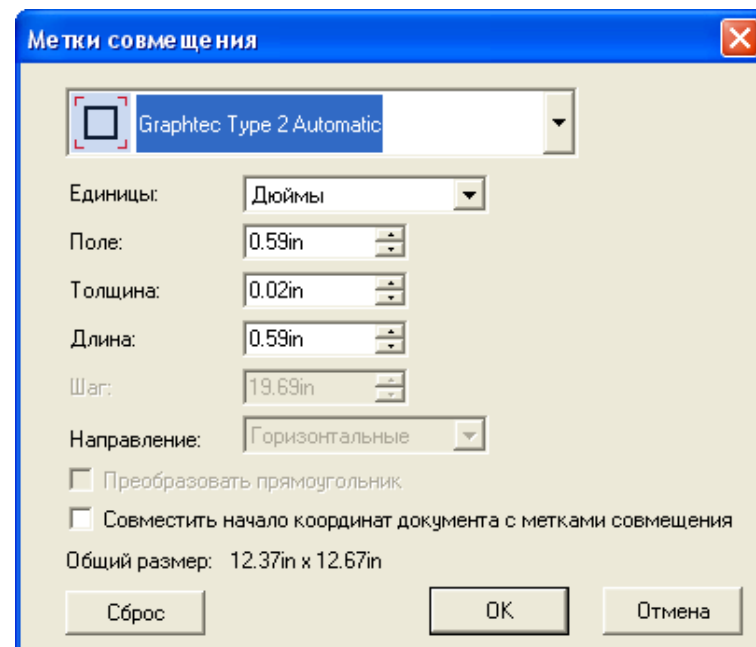 Метки совмещения
Graphtec Type 2 Automatic
Единицы: Дюймы
Поле: 0.59in
Толщина: 0.02in
Длина: 0.59in
Шаг: 19.69in
Направление: Горизонтальные
Преобразовать прямоугольник
Совместить начало координат документа с метками совмещения
Общий размер: 12.37in x 12.67in
Сброс OK Отмена